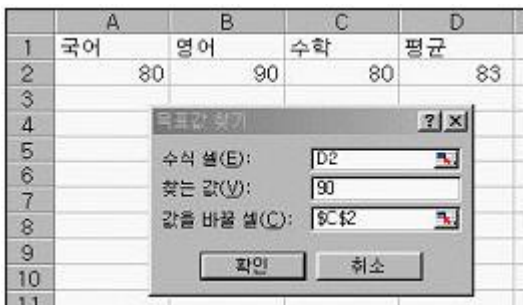 A B C D
1 국어 영어 수학 평균
2 80 90 80 83
3
4 목표값 찾기 ? ×
5 수식 셀(E): D2
6 찾는 값(V): 90
7
8 값을 바꿀 셀(C): $C$2
9 확인 취소
10
11